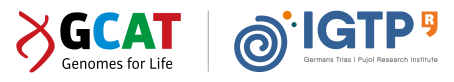 GCAT
Genomes for Life
IGTP R
Germans Trias i Pujol Research Institute